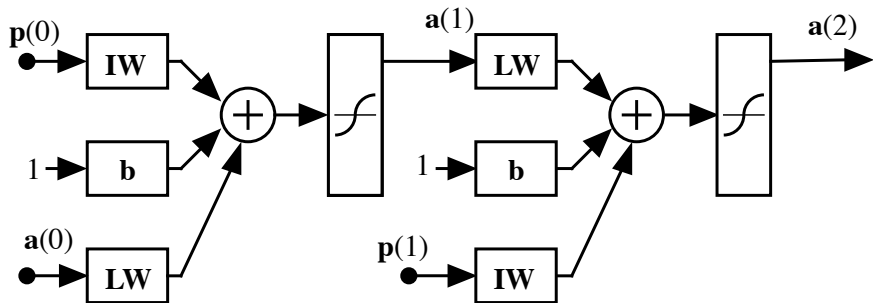 p(0)
IW
1
b
a(0)
LW
+
a(1)
LW
1
b
p(1)
IW
+
a(2)